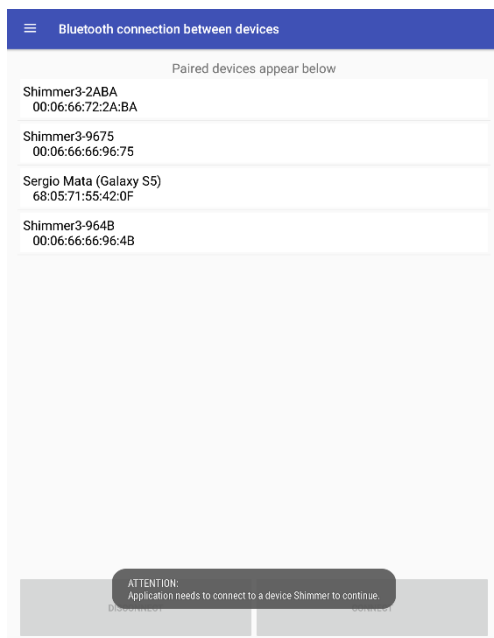 Bluetooth connection between devices
Paired devices appear below
Shimmer3-2ABA
00:06:66:72:2A:BA
Shimmer3-9675
00:06:66:66:96:75
Sergio Mata (Galaxy S5)
68:05:71:55:42:0F
Shimmer3-964B
00:06:66:66:96:4B
ATTENTION:
Application needs to connect to a device Shimmer to continue.
DISCONNECT
CONNECT